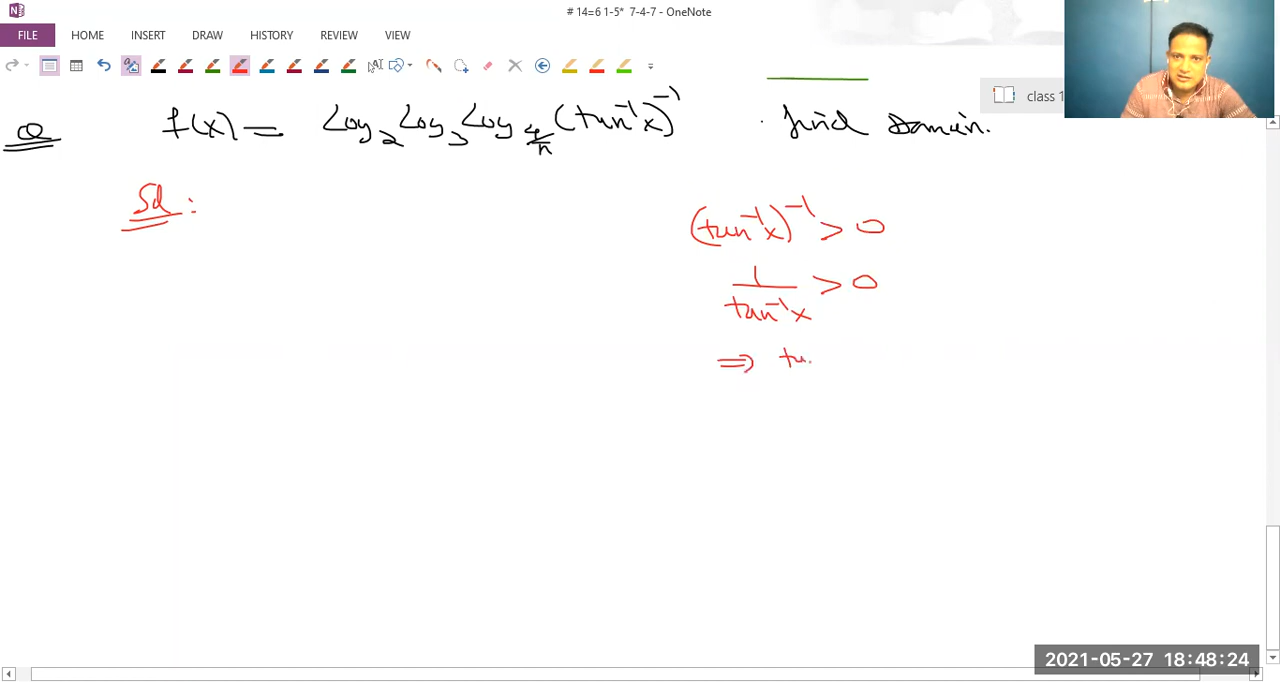 # 14=6 1-5* 7-4-7 - OneNote
FILE HOME INSERT DRAW HISTORY REVIEW VIEW
class 1
Q f(x) = Log₂ Log₃ Log_{4/π} (tan⁻¹x)⁻¹ . find Domain.
Sol :
(tan⁻¹x)⁻¹ > 0
1/tan⁻¹x > 0
⇒ ta
2021-05-27 18:48:24